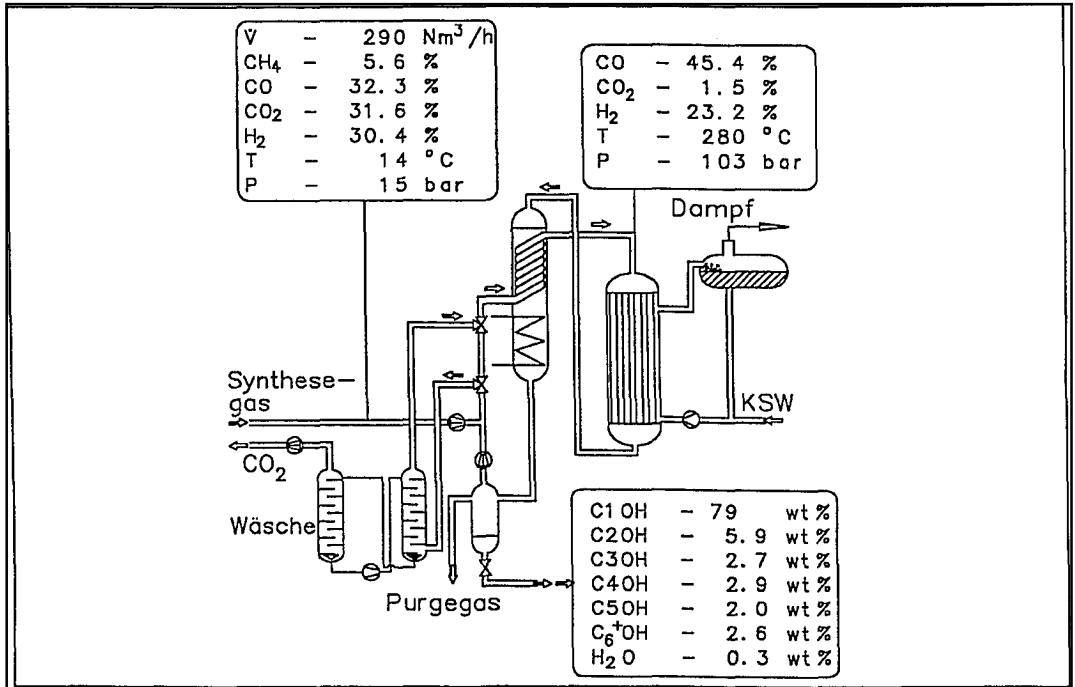 V̇ – 290 Nm³/h
CH₄ – 5.6 %
CO – 32.3 %
CO₂ – 31.6 %
H₂ – 30.4 %
T – 14 °C
P – 15 bar
CO – 45.4 %
CO₂ – 1.5 %
H₂ – 23.2 %
T – 280 °C
P – 103 bar
Dampf
Synthese-
gas
KSW
CO₂
Wäsche
Purgegas
C1OH – 79 wt%
C2OH – 5.9 wt%
C3OH – 2.7 wt%
C4OH – 2.9 wt%
C5OH – 2.0 wt%
C₆⁺OH – 2.6 wt%
H₂O – 0.3 wt%